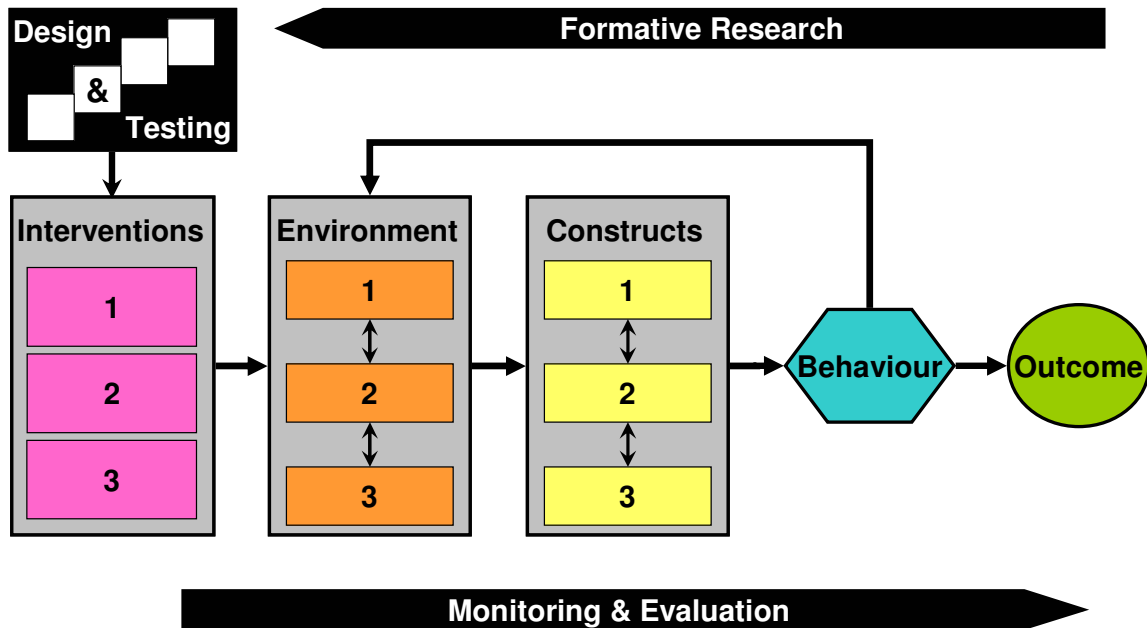 Design
&
Testing
Formative Research
Interventions
1
2
3
Environment
1
2
3
Constructs
1
2
3
Behaviour
Outcome
Monitoring & Evaluation